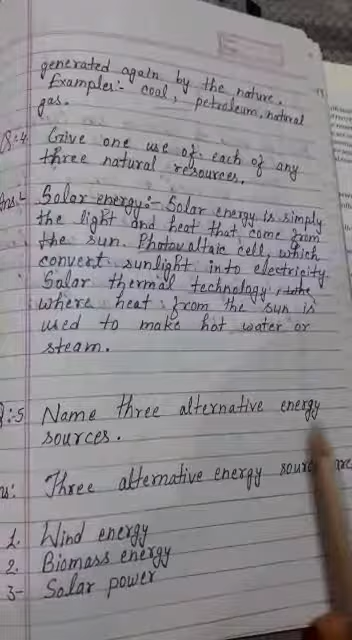 generated again by the nature.
Examples:- coal, petroleum, natural
gas.
Q:4 Give one use of each of any
three natural resources.
Ans:- Solar energy:- Solar energy is simply
the light and heat that come from
the sun. Photovaltaic cell, which
convert sunlight into electricity.
Solar thermal technology,
where heat from the sun is
used to make hot water or
steam.
:5 Name three alternative energy
sources.
ns: Three alternative energy sour are
1. Wind energy
2. Biomass energy
3- Solar power